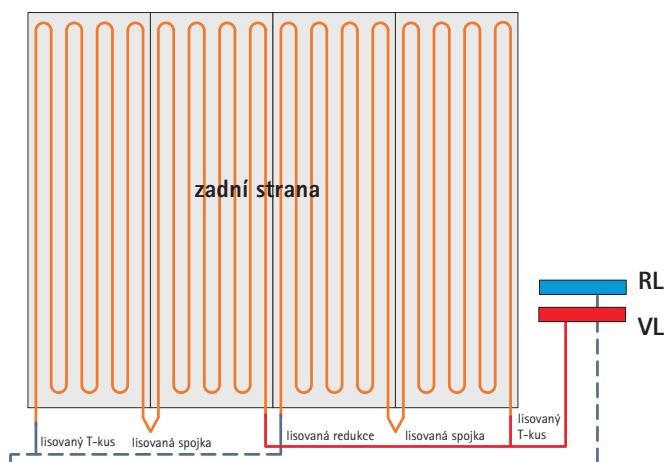 zadní strana
RL
VL
lisovaný T-kus
lisovaná spojka
lisovaná redukce
lisovaná spojka
lisovaný
T-kus